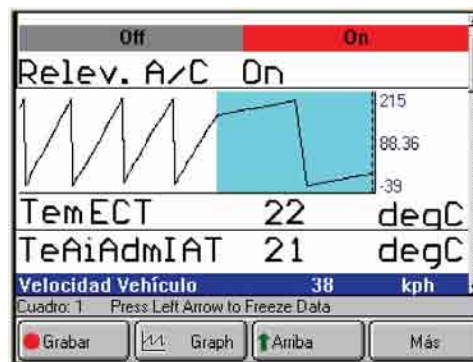 Off On
Relev. A/C On
215
88.36
-39
TemECT 22 degC
TeAiAdmIAT 21 degC
Velocidad Vehículo 38 kph
Cuadro: 1 Press Left Arrow to Freeze Data
Grabar Graph Arriba Más